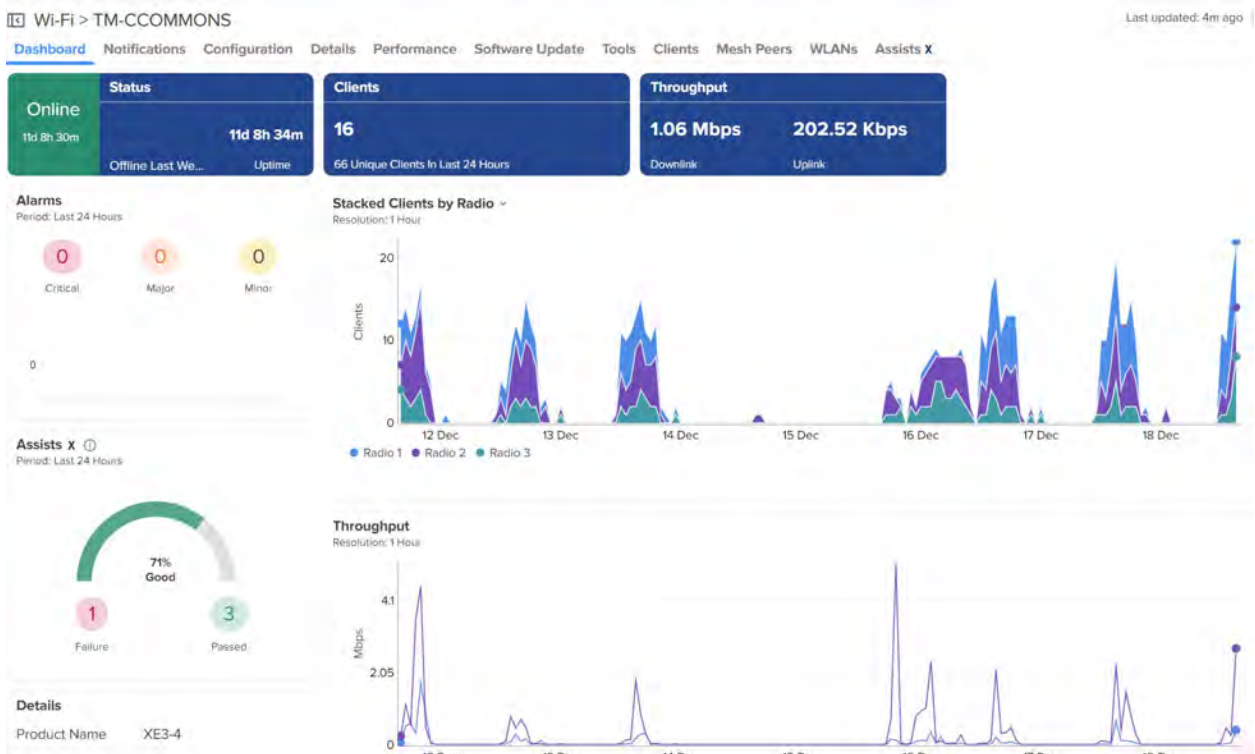 Wi-Fi > TM-CCOMMONS
Last updated: 4m ago
Dashboard Notifications Configuration Details Performance Software Update Tools Clients Mesh Peers WLANs Assists X
Online
11d 8h 30m
Status
11d 8h 34m
Offline Last We... Uptime
Clients
16
66 Unique Clients In Last 24 Hours
Throughput
1.06 Mbps 202.52 Kbps
Downlink Uplink
Alarms
Period: Last 24 Hours
0 0 0
Critical Major Minor
0
Assists X
Period: Last 24 Hours
71%
Good
1 3
Failure Passed
Details
Product Name XE3-4
Stacked Clients by Radio
Resolution: 1 Hour
Clients
20
10
0
12 Dec 13 Dec 14 Dec 15 Dec 16 Dec 17 Dec 18 Dec
Radio 1 Radio 2 Radio 3
Throughput
Resolution: 1 Hour
Mbps
4.1
2.05
0